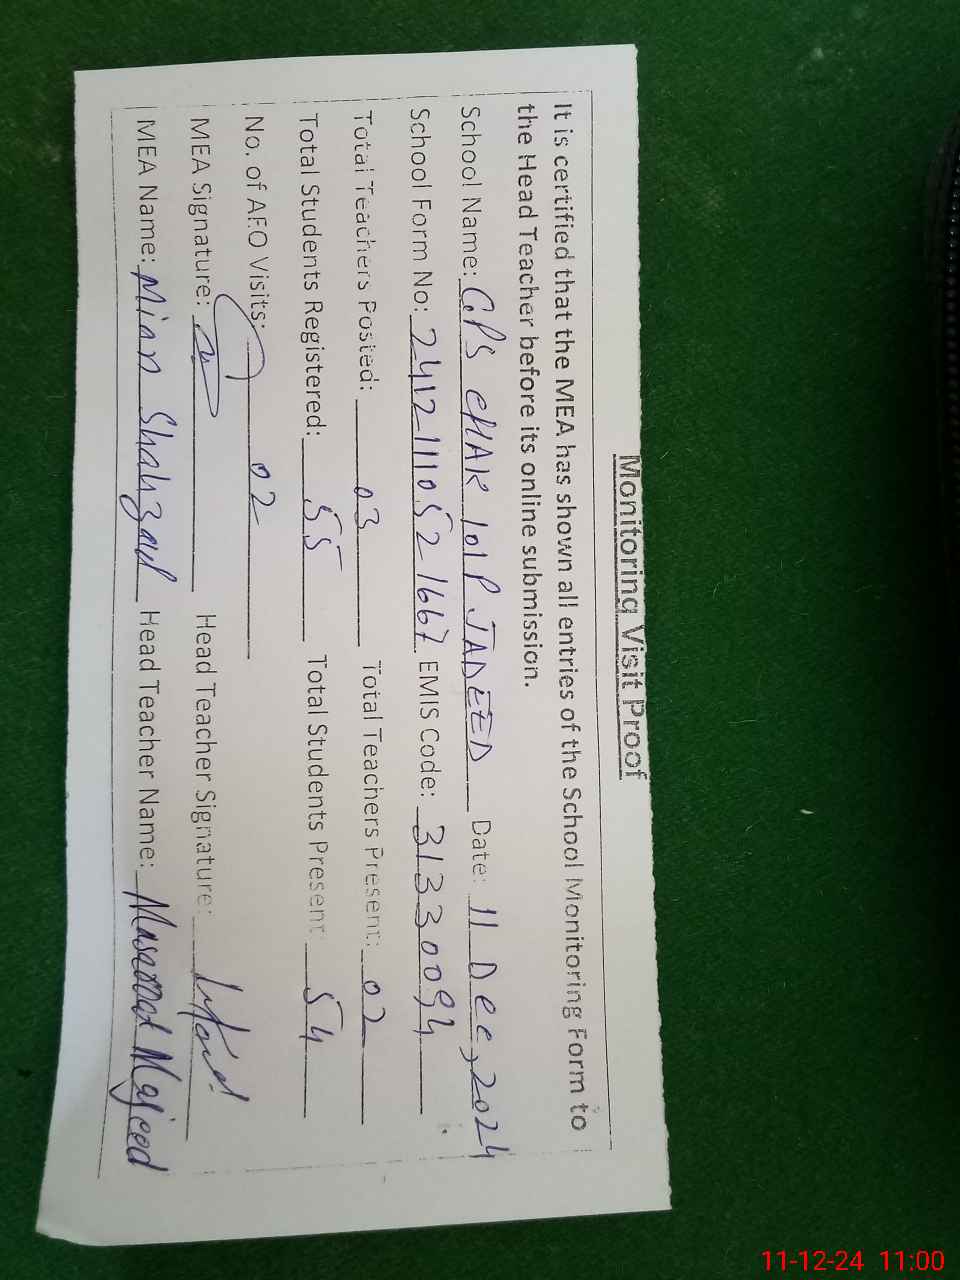 Monitoring Visit Proof
It is certified that the MEA has shown all entries of the School Monitoring Form to
the Head Teacher before its online submission.
School Name: GPS CHAK 101P JADEED Date: 11 Dec, 2024
School Form No: 24121110521667 EMIS Code: 31330094
Total Teachers Posted: 03 Total Teachers Present: 02
Total Students Registered: 55 Total Students Present: 54
No. of AEO Visits: 02
MEA Signature: Head Teacher Signature:
MEA Name: Mian Shahzad Head Teacher Name: Musarrat Majeed
11-12-24 11:00